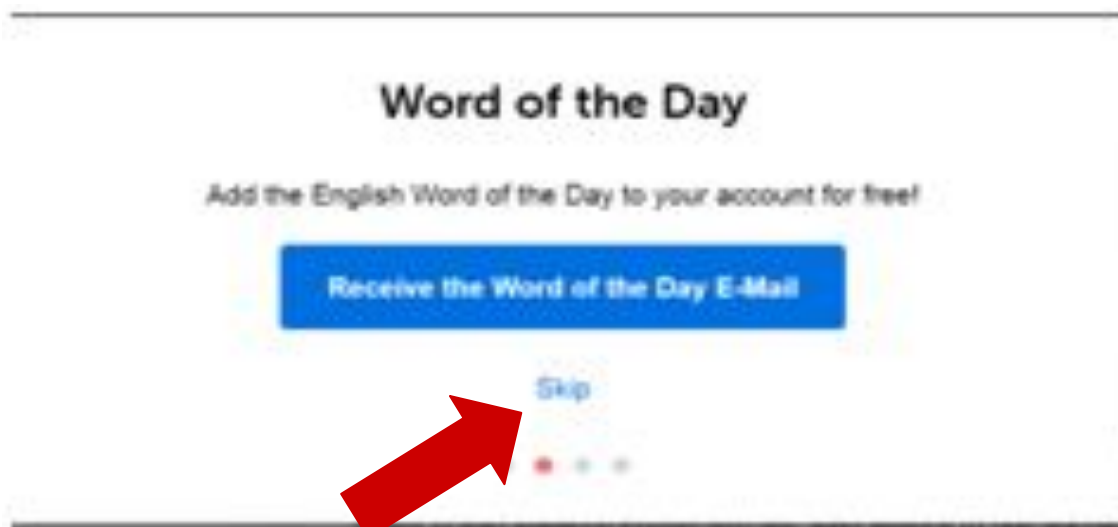 Word of the Day
Add the English Word of the Day to your account for free!
Receive the Word of the Day E-Mail
Skip